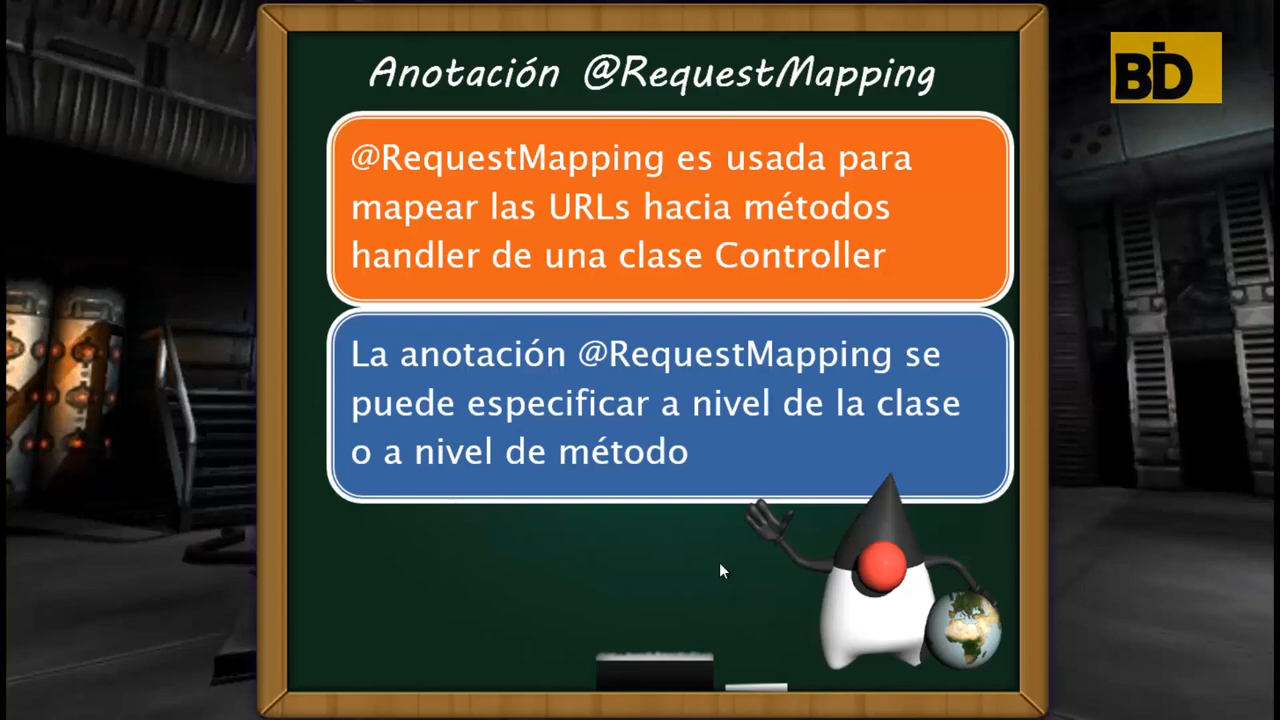 Anotación @RequestMapping
BID
@RequestMapping es usada para
mapear las URLs hacia métodos
handler de una clase Controller
La anotación @RequestMapping se
puede especificar a nivel de la clase
o a nivel de método